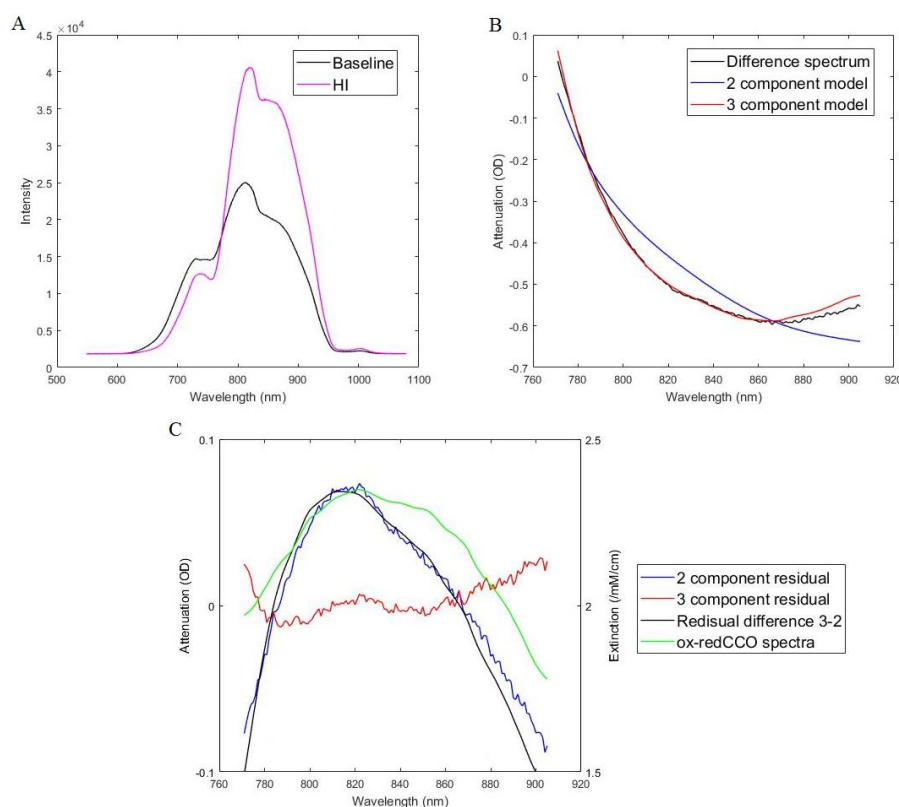 A
×10⁴
4.5
4
3.5
3
2.5
2
1.5
1
0.5
0
Intensity
500 600 700 800 900 1000 1100
Wavelength (nm)
Baseline
HI
B
0.1
0
-0.1
-0.2
-0.3
-0.4
-0.5
-0.6
-0.7
Attenuation (OD)
760 780 800 820 840 860 880 900 920
Wavelength (nm)
Difference spectrum
2 component model
3 component model
C
0.1
0
-0.1
Attenuation (OD)
760 780 800 820 840 860 880 900 920
Wavelength (nm)
2.5
2
1.5
Extinction (/mM/cm)
2 component residual
3 component residual
Redisual difference 3-2
ox-redCCO spectra